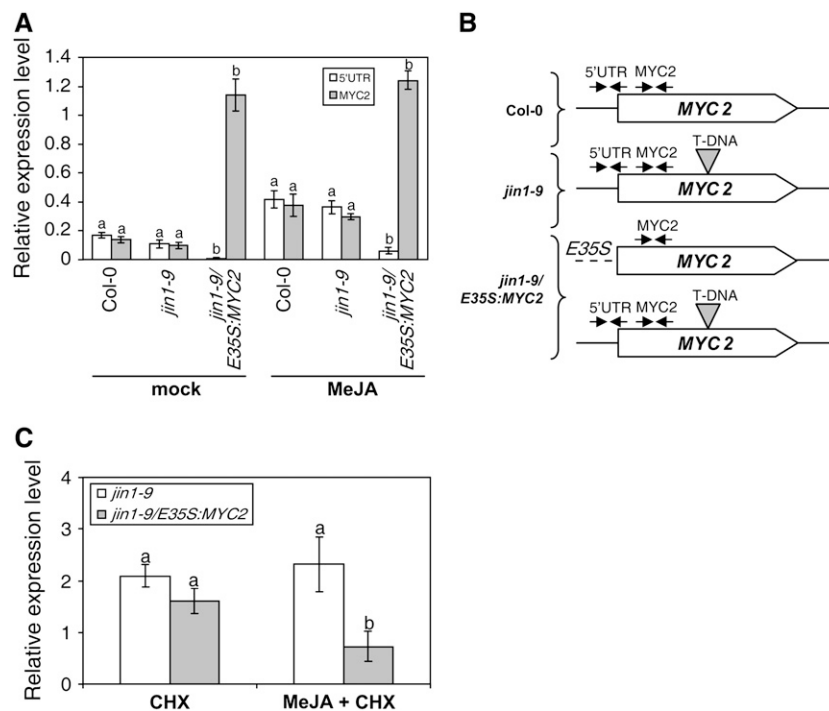 A
Relative expression level
1.4
1.2
1
0.8
0.6
0.4
0.2
0
5'UTR
MYC2
a
a
a
a
b
b
a
a
a
a
b
b
Col-0
jin1-9
jin1-9/
E35S:MYC2
Col-0
jin1-9
jin1-9/
E35S:MYC2
mock
MeJA
B
Col-0
5'UTR MYC2
MYC 2
jin1-9
5'UTR MYC2
T-DNA
MYC 2
jin1-9/
E35S:MYC2
MYC2
E35S
MYC 2
5'UTR MYC2
T-DNA
MYC 2
C
Relative expression level
4
3
2
1
0
jin1-9
jin1-9/E35S:MYC2
a
a
a
b
CHX
MeJA + CHX